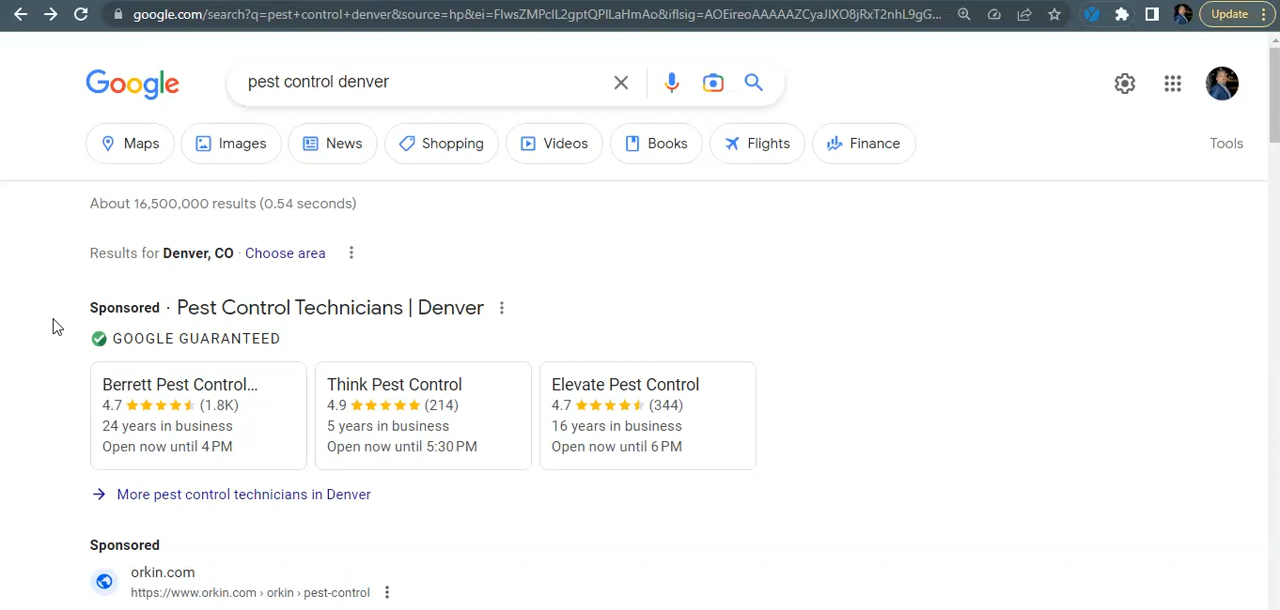 google.com/search?q=pest+control+denver&source=hp&ei=FIwsZMPcIL2gptQPlLaHmAo&iflsig=AOEireoAAAAAZCyaJIXO8jRxT2nhL9gG...
Update
Google
pest control denver
Maps
Images
News
Shopping
Videos
Books
Flights
Finance
Tools
About 16,500,000 results (0.54 seconds)
Results for Denver, CO · Choose area
Sponsored · Pest Control Technicians | Denver
GOOGLE GUARANTEED
Berrett Pest Control...
4.7 (1.8K)
24 years in business
Open now until 4 PM
Think Pest Control
4.9 (214)
5 years in business
Open now until 5:30 PM
Elevate Pest Control
4.7 (344)
16 years in business
Open now until 6 PM
More pest control technicians in Denver
Sponsored
orkin.com
https://www.orkin.com › orkin › pest-control